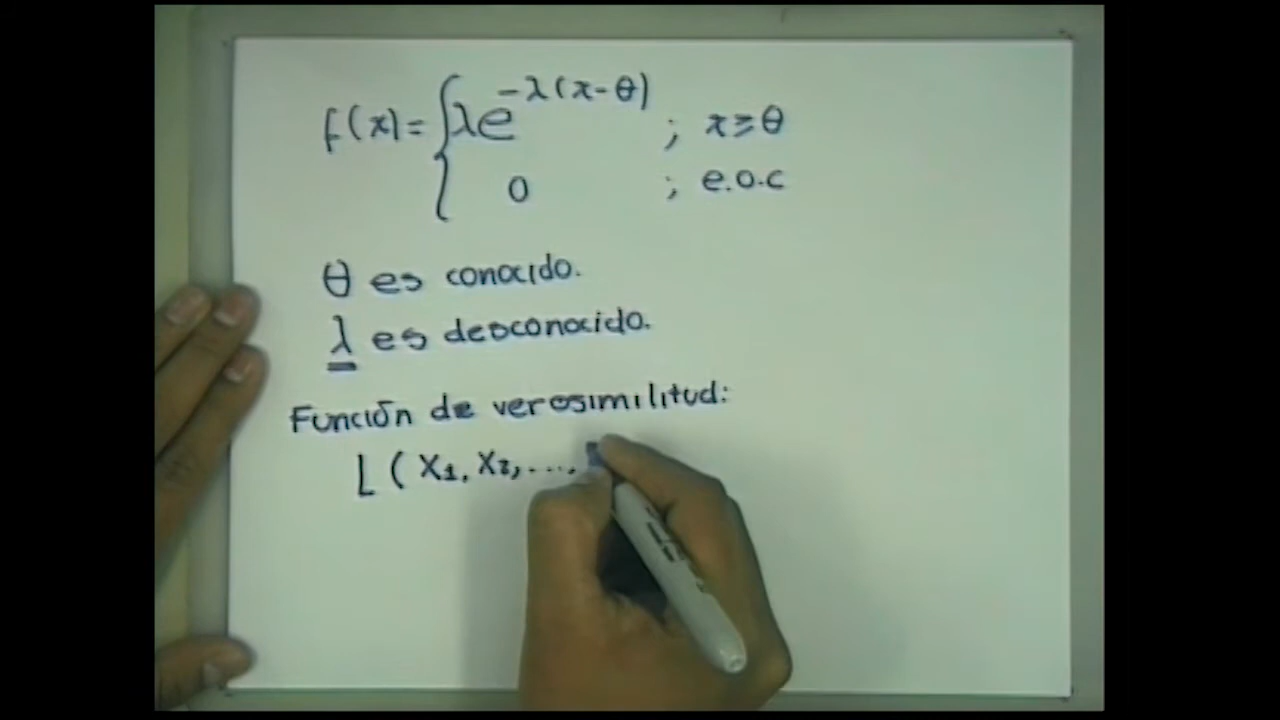 f(x)= { λe^{-λ(x-θ)} ; x≥θ
0 ; e.o.c
θ es conocido.
λ es desconocido.
Función de verosimilitud:
L ( X1, X2, ...,